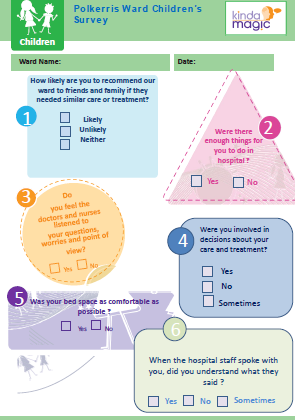 Polkerris Ward Children's
Survey
kinda
magic
Children
Ward Name:
Date:
How likely are you to recommend our
ward to friends and family if they
needed similar care or treatment?
1
Likely
Unlikely
Neither
2
Were there
enough things for
you to do in
hospital ?
Yes
No
3
Do
you feel the
doctors and nurses
listened to
your questions,
worries and point of
view?
Yes
No
4
Were you involved in
decisions about your
care and treatment?
Yes
No
Sometimes
5
Was your bed space as comfortable as
possible ?
Yes
No
6
When the hospital staff spoke with
you, did you understand what they
said ?
Yes
No
Sometimes